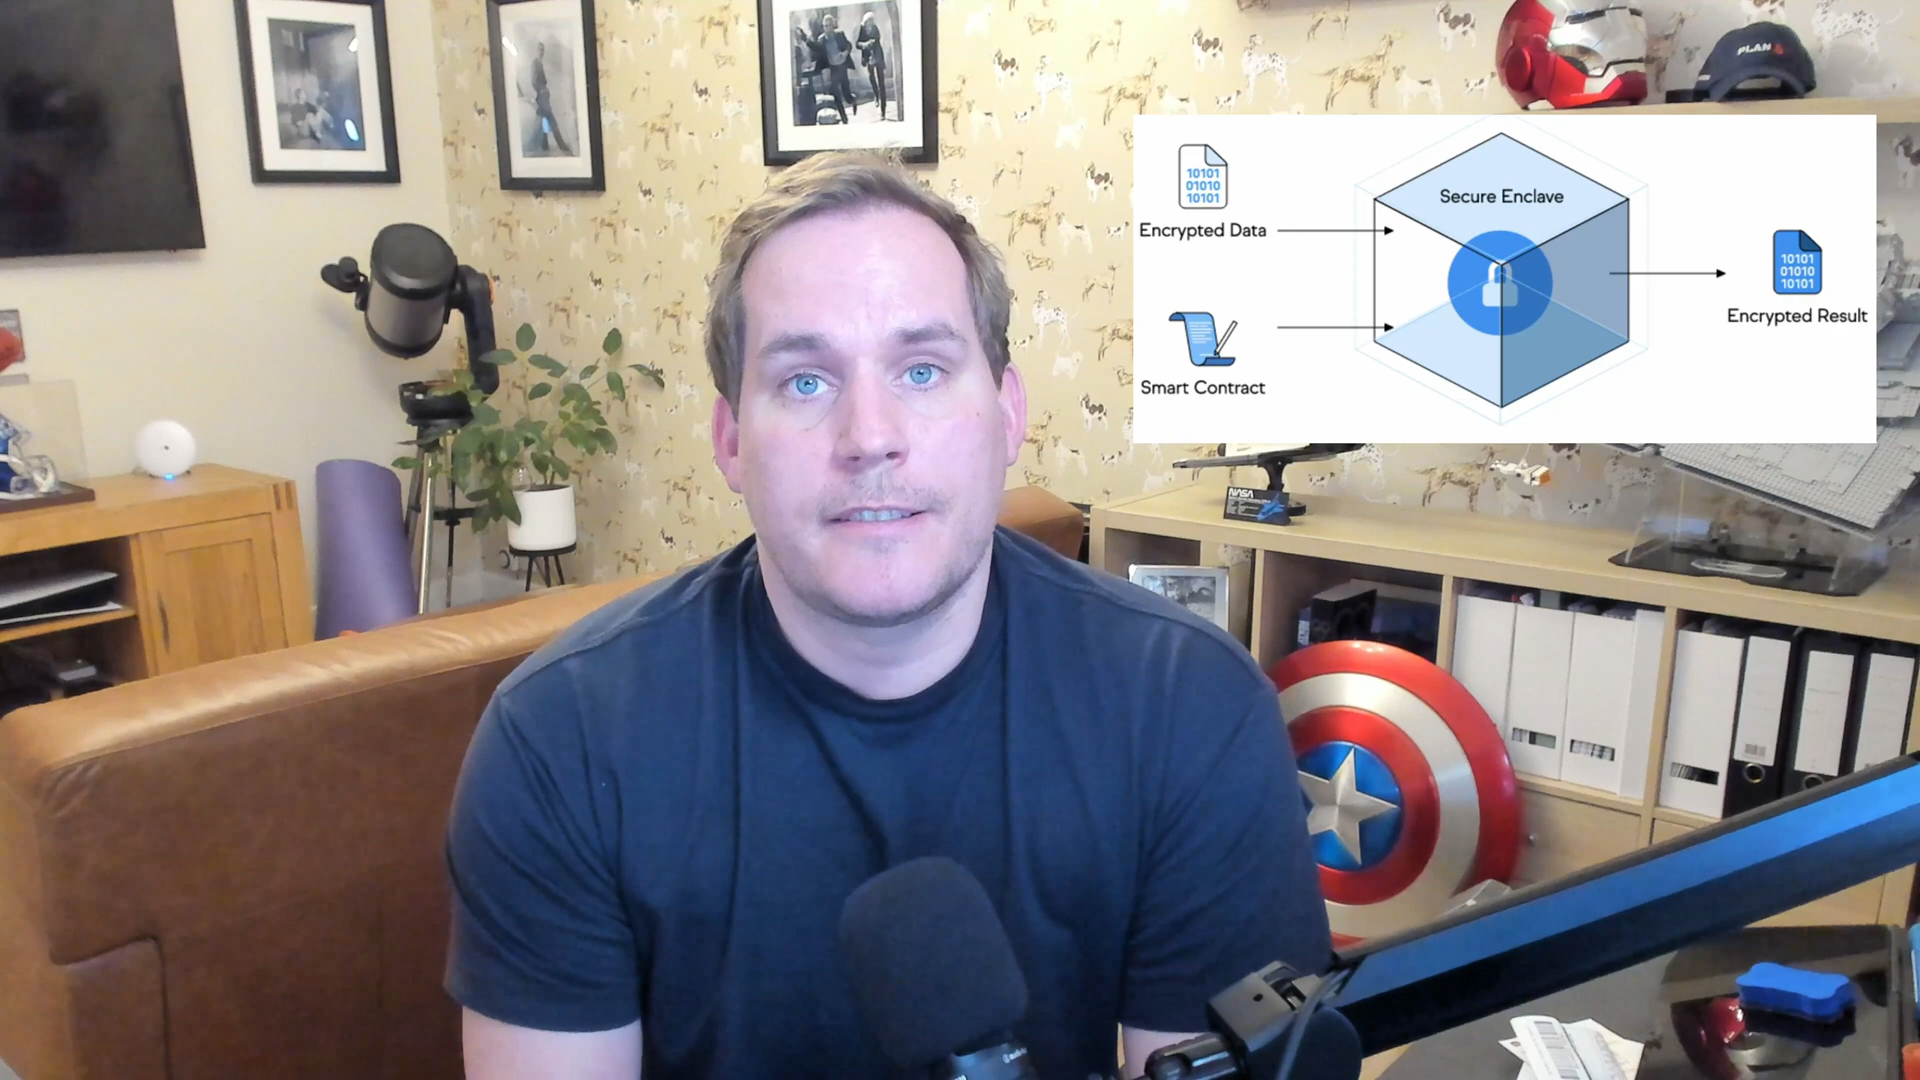 PLAN
10101
01010
10101
Encrypted Data
Secure Enclave
10101
01010
10101
Encrypted Result
Smart Contract
NASA